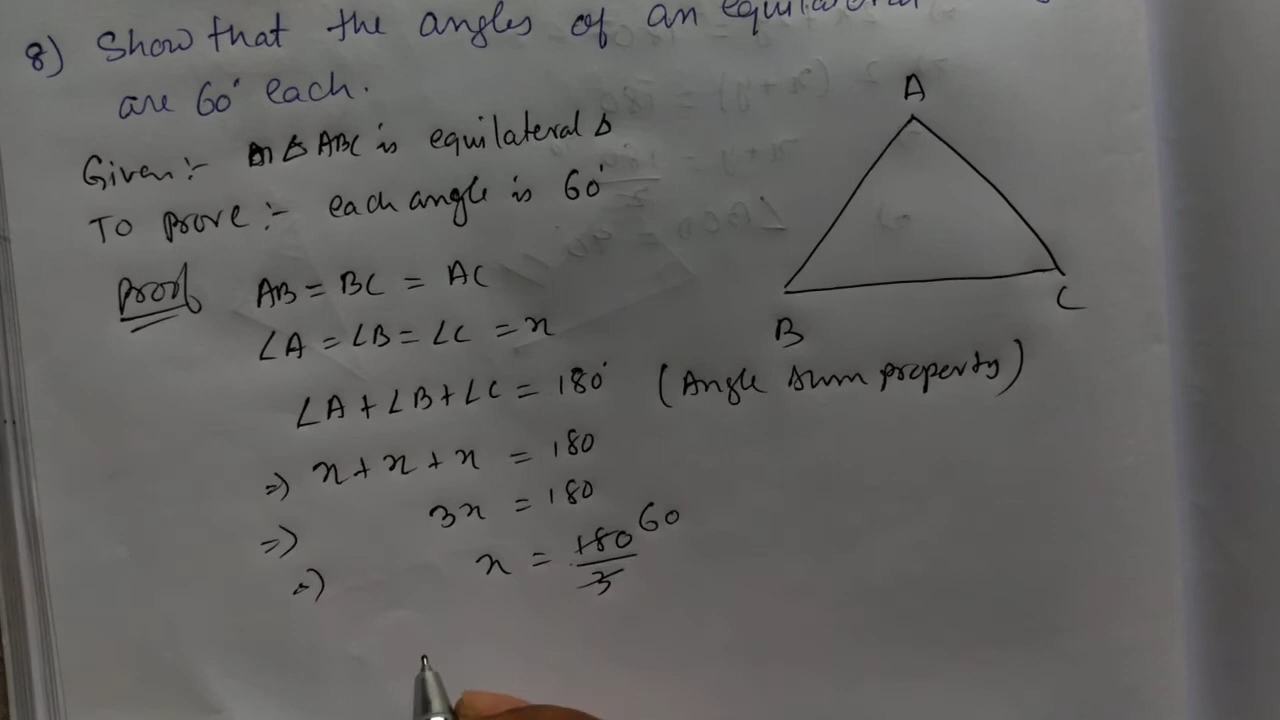 8) Show that the angles of an equilateral
are 60° each.
Given :- △ ABC is equilateral △
To prove :- each angle is 60°
Proof AB = BC = AC
∠A = ∠B = ∠C = x
∠A + ∠B + ∠C = 180° (Angle sum property)
=> x + x + x = 180
=> 3x = 180
=> x = 180/3 60
A
B
C